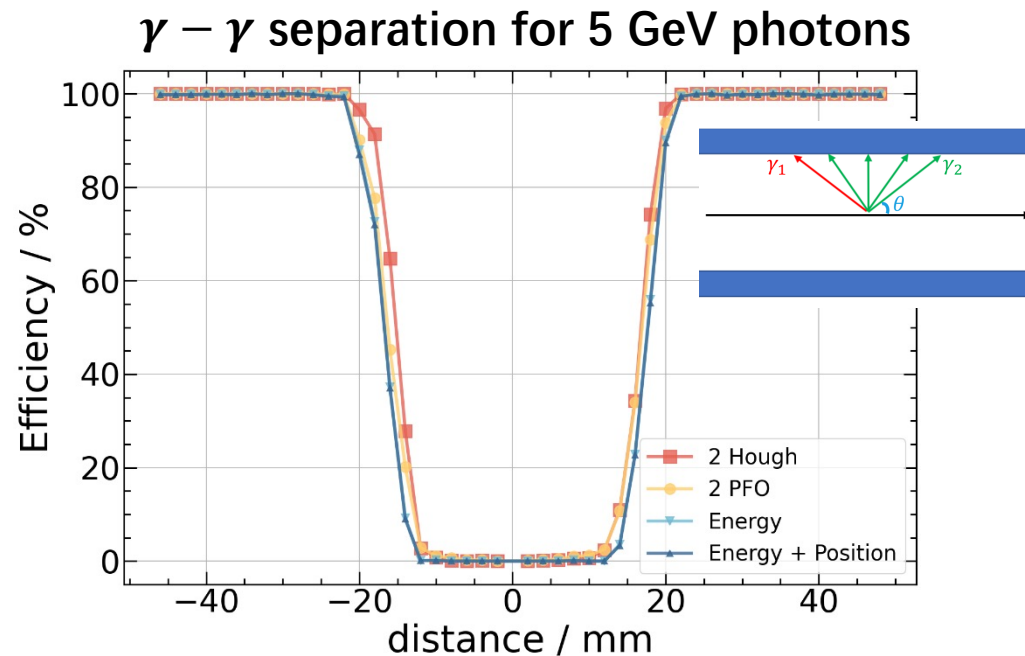 γ − γ separation for 5 GeV photons
100
80
60
40
20
0
Efficiency / %
−40
−20
0
20
40
distance / mm
γ1
γ2
θ
2 Hough
2 PFO
Energy
Energy + Position